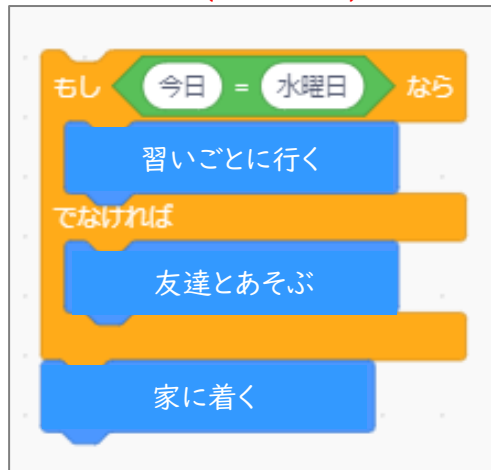 もし 今日 = 水曜日 なら
習いごとに行く
でなければ
友達とあそぶ
家に着く